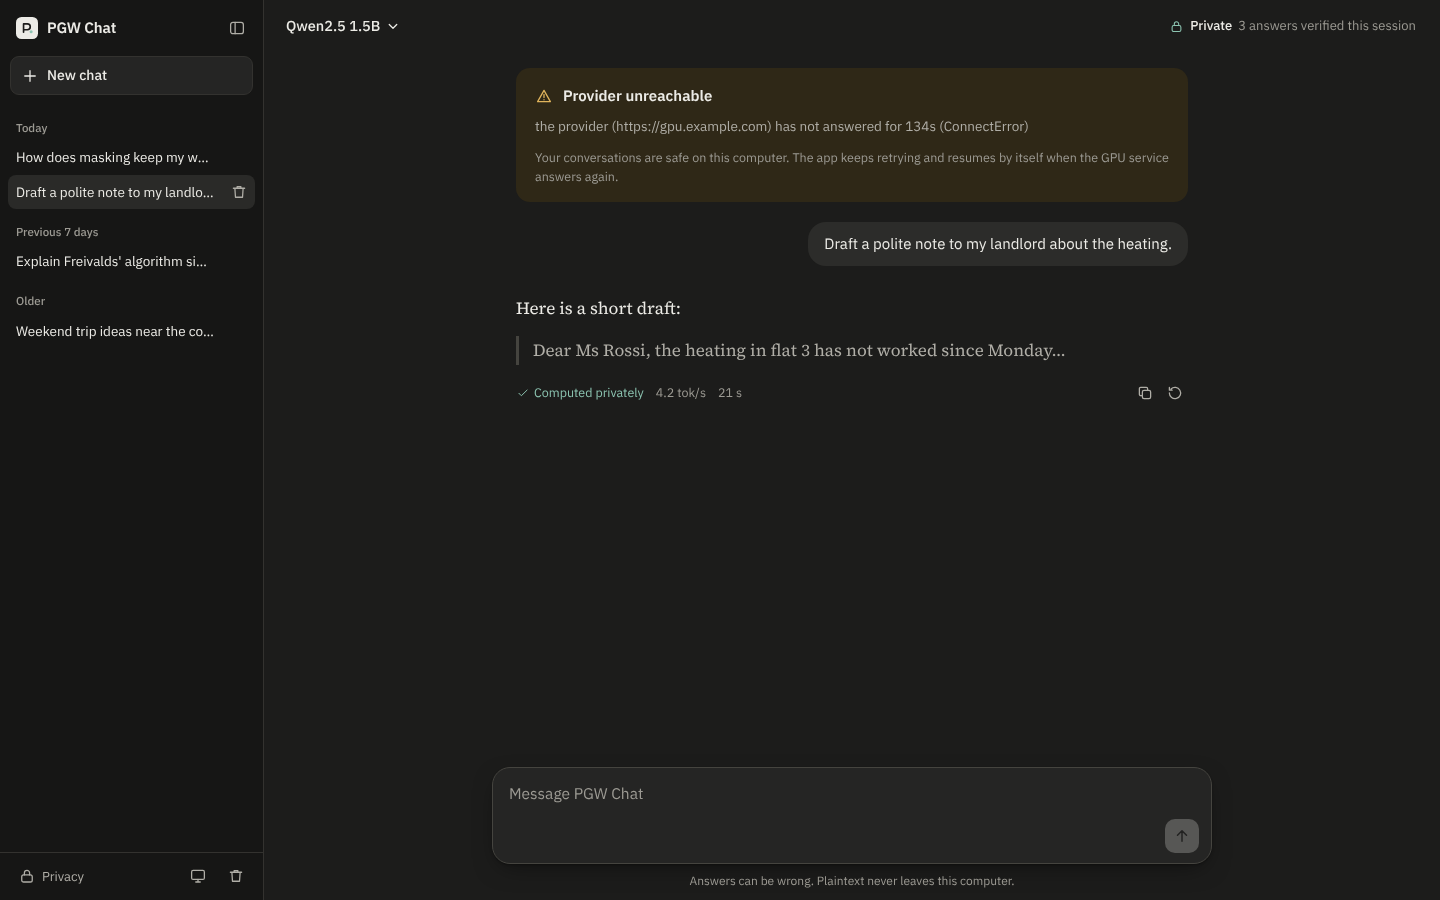 PGW Chat
New chat
Today
How does masking keep my w...
Draft a polite note to my landlo...
Previous 7 days
Explain Freivalds' algorithm si...
Older
Weekend trip ideas near the co...
Privacy
Qwen2.5 1.5B
Private 3 answers verified this session
Provider unreachable
the provider (https://gpu.example.com) has not answered for 134s (ConnectError)
Your conversations are safe on this computer. The app keeps retrying and resumes by itself when the GPU service
answers again.
Draft a polite note to my landlord about the heating.
Here is a short draft:
Dear Ms Rossi, the heating in flat 3 has not worked since Monday...
Computed privately 4.2 tok/s 21 s
Message PGW Chat
Answers can be wrong. Plaintext never leaves this computer.